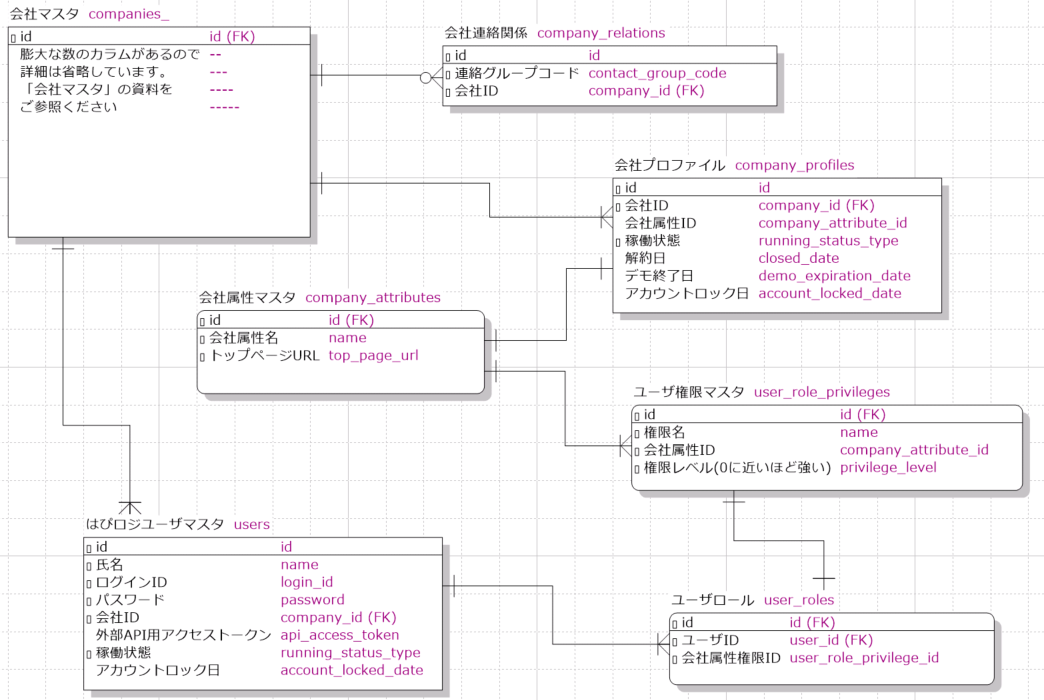 会社マスタ companies_
id id (FK)
膨大な数のカラムがあるので --
詳細は省略しています。 ---
「会社マスタ」の資料を ----
ご参照ください -----
会社連絡関係 company_relations
id id
連絡グループコード contact_group_code
会社ID company_id (FK)
会社プロファイル company_profiles
id id
会社ID company_id (FK)
会社属性ID company_attribute_id
稼働状態 running_status_type
解約日 closed_date
デモ終了日 demo_expiration_date
アカウントロック日 account_locked_date
会社属性マスタ company_attributes
id id (FK)
会社属性名 name
トップページURL top_page_url
ユーザ権限マスタ user_role_privileges
id id (FK)
権限名 name
会社属性ID company_attribute_id
権限レベル(0に近いほど強い) privilege_level
はぴロジユーザマスタ users
id id
氏名 name
ログインID login_id
パスワード password
会社ID company_id (FK)
外部API用アクセストークン api_access_token
稼働状態 running_status_type
アカウントロック日 account_locked_date
ユーザロール user_roles
id id (FK)
ユーザID user_id (FK)
会社属性権限ID user_role_privilege_id